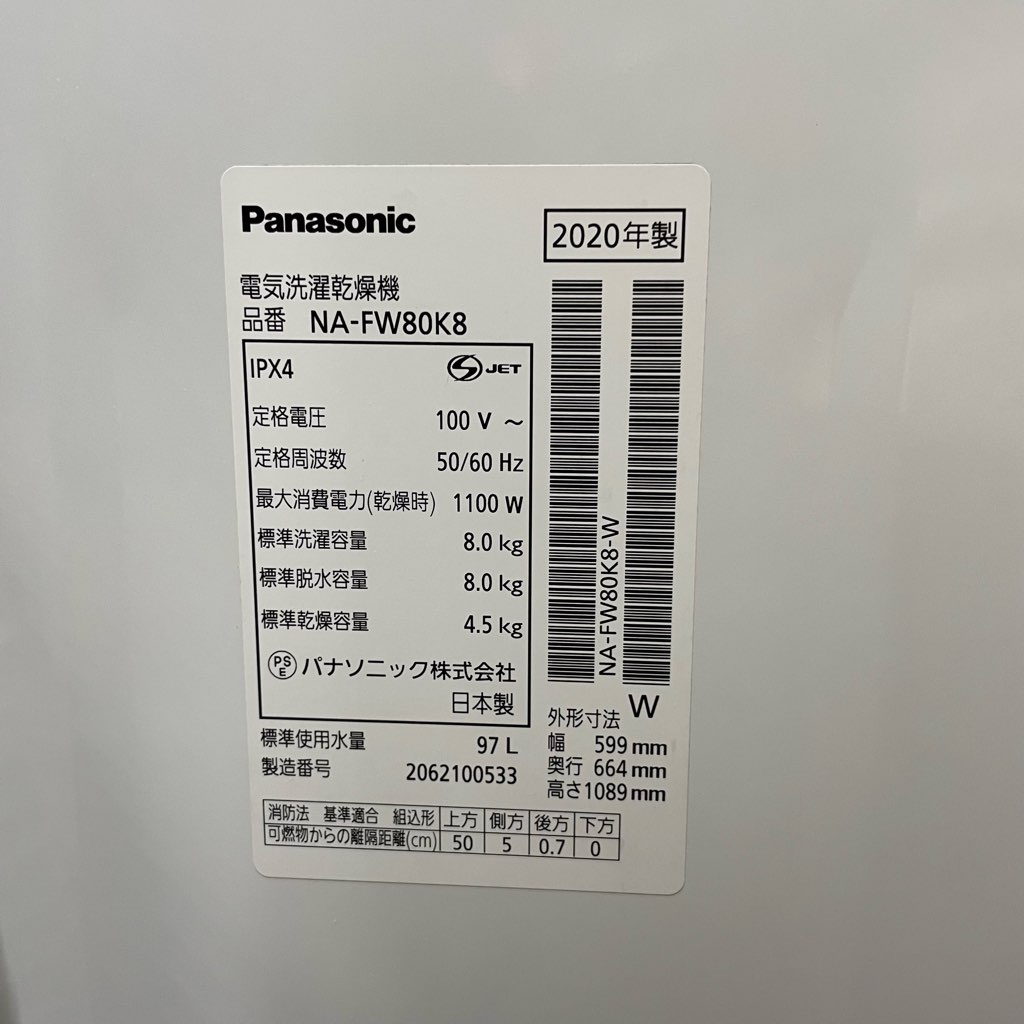 Panasonic
2020年製
電気洗濯乾燥機
品番 NA-FW80K8
IPX4 S JET
定格電圧 100 V ～
定格周波数 50/60 Hz
最大消費電力(乾燥時) 1100 W
標準洗濯容量 8.0 kg
標準脱水容量 8.0 kg
標準乾燥容量 4.5 kg
PSE パナソニック株式会社
日本製
標準使用水量 97 L
製造番号 2062100533
NA-FW80K8-W
W
外形寸法
幅 599 mm
奥行 664 mm
高さ 1089 mm
消防法 基準適合 組込形 上方 側方 後方 下方
可燃物からの離隔距離(cm) 50 5 0.7 0